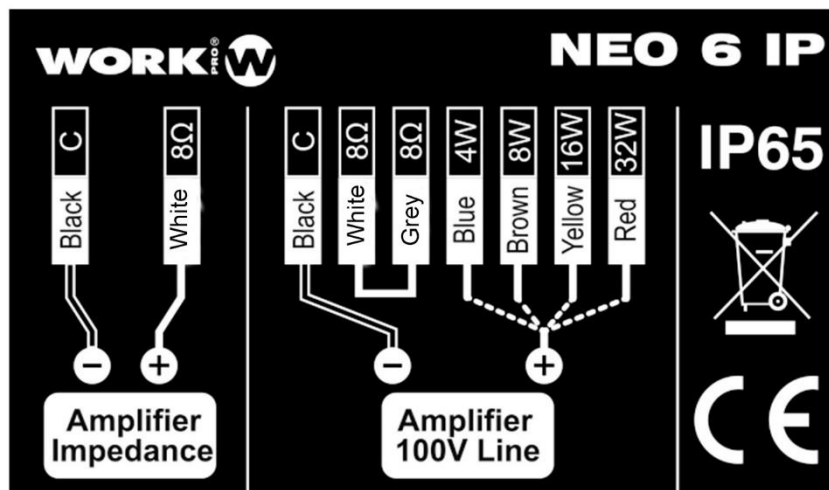 WORK PRO® W
NEO 6 IP
C
8Ω
Black
White
−
+
Amplifier
Impedance
C
8Ω
8Ω
4W
8W
16W
32W
Black
White
Grey
Blue
Brown
Yellow
Red
−
+
Amplifier
100V Line
IP65
CE